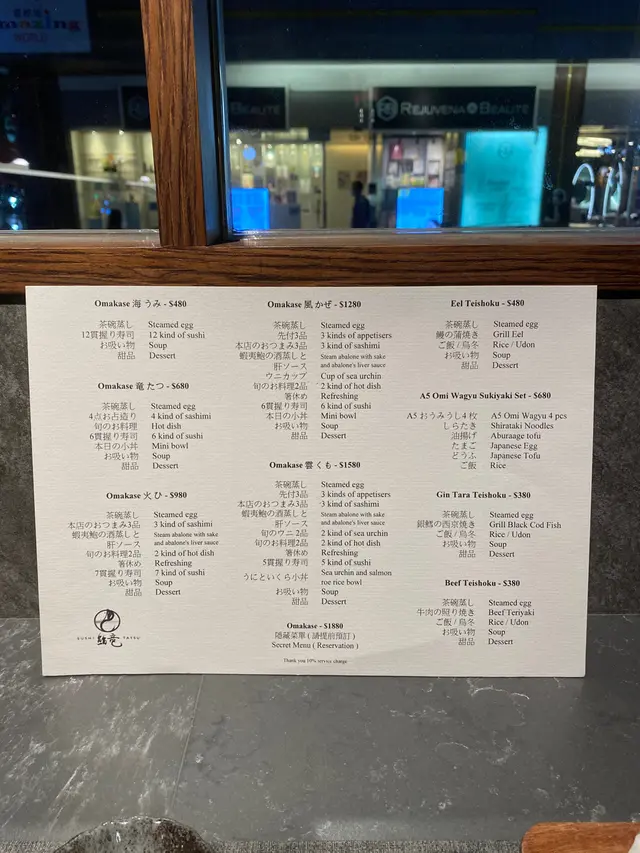 mazing
WORLD
REJUVENA BEAUTÉ
Omakase 海 うみ - $480
茶碗蒸し Steamed egg
12貫握り寿司 12 kind of sushi
お吸い物 Soup
甜品 Dessert
Omakase 竜 たつ - $680
茶碗蒸し Steamed egg
4点お占造り 4 kind of sashimi
旬のお料理 Hot dish
6貫握り寿司 6 kind of sushi
本日の小丼 Mini bowl
お吸い物 Soup
甜品 Dessert
Omakase 火 ひ - $980
茶碗蒸し Steamed egg
本店のおつまみ3品 3 kind of sashimi
蝦夷鮑の酒蒸しと Steam abalone with sake
肝ソース and abalone's liver sauce
旬のお料理2品 2 kind of hot dish
箸休め Refreshing
7貫握り寿司 7 kind of sushi
お吸い物 Soup
甜品 Dessert
SUSHI TATSU
Omakase 風 かぜ - $1280
茶碗蒸し Steamed egg
先付3品 3 kinds of appetisers
本店のおつまみ3品 3 kind of sashimi
蝦夷鮑の酒蒸しと Steam abalone with sake
肝ソース and abalone's liver sauce
ウニカップ Cup of sea urchin
旬のお料理2品 2 kind of hot dish
箸休め Refreshing
6貫握り寿司 6 kind of sushi
本日の小丼 Mini bowl
お吸い物 Soup
甜品 Dessert
Omakase 雲 くも - $1580
茶碗蒸し Steamed egg
先付3品 3 kinds of appetisers
本店のおつまみ3品 3 kind of sashimi
蝦夷鮑の酒蒸しと Steam abalone with sake
肝ソース and abalone's liver sauce
旬のウニ 2品 2 kind of sea urchin
旬のお料理2品 2 kind of hot dish
箸休め Refreshing
5貫握り寿司 5 kind of sushi
うにといくら小丼 Sea urchin and salmon
roe rice bowl
お吸い物 Soup
甜品 Dessert
Omakase - $1880
隱蔵菜單 ( 請提前預訂 )
Secret Menu ( Reservation )
Thank you 10% service charge
Eel Teishoku - $480
茶碗蒸し Steamed egg
鰻の蒲焼き Grill Eel
ご飯 / 烏冬 Rice / Udon
お吸い物 Soup
甜品 Dessert
A5 Omi Wagyu Sukiyaki Set - $680
A5 おうみうし4 枚 A5 Omi Wagyu 4 pcs
しらたき Shirataki Noodles
油揚げ Aburaage tofu
たまご Japanese Egg
どうふ Japanese Tofu
ご飯 Rice
Gin Tara Teishoku - $380
茶碗蒸し Steamed egg
銀鱈の西京焼き Grill Black Cod Fish
ご飯 / 烏冬 Rice / Udon
お吸い物 Soup
甜品 Dessert
Beef Teishoku - $380
茶碗蒸し Steamed egg
牛肉の照り焼き Beef Teriyaki
ご飯 / 烏冬 Rice / Udon
お吸い物 Soup
甜品 Dessert